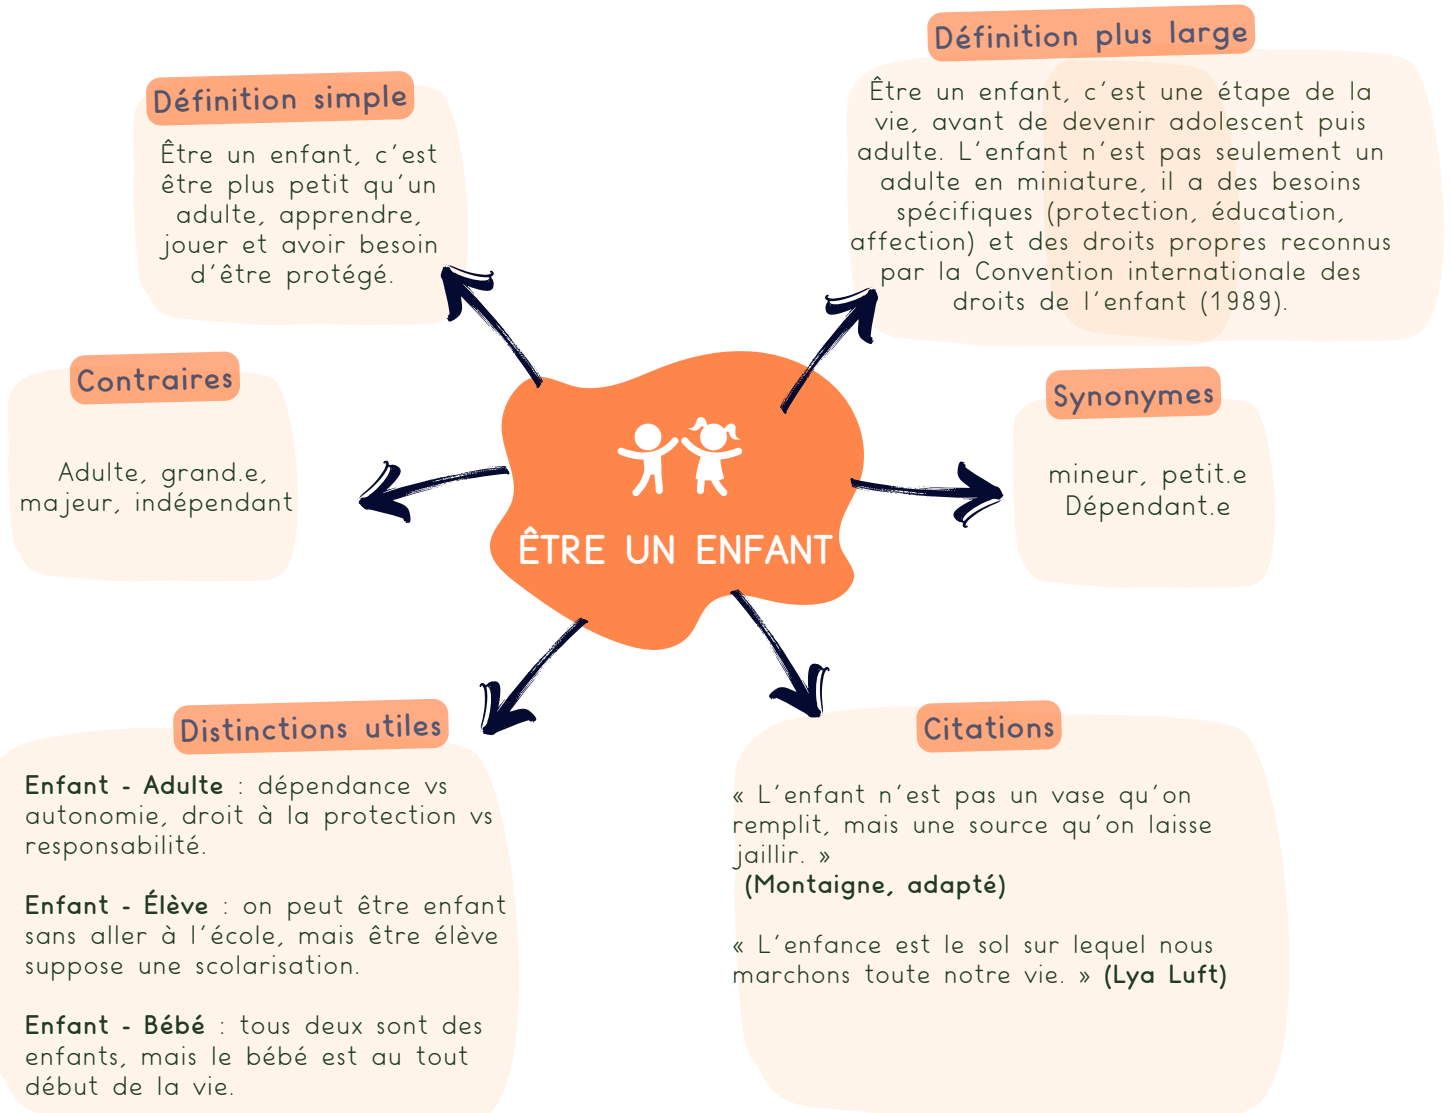 Définition simple
Être un enfant, c’est
être plus petit qu’un
adulte, apprendre,
jouer et avoir besoin
d’être protégé.
Définition plus large
Être un enfant, c’est une étape de la
vie, avant de devenir adolescent puis
adulte. L’enfant n’est pas seulement un
adulte en miniature, il a des besoins
spécifiques (protection, éducation,
affection) et des droits propres reconnus
par la Convention internationale des
droits de l’enfant (1989).
Contraires
Adulte, grand.e,
majeur, indépendant
ÊTRE UN ENFANT
Synonymes
mineur, petit.e
Dépendant.e
Distinctions utiles
Enfant - Adulte : dépendance vs
autonomie, droit à la protection vs
responsabilité.
Enfant - Élève : on peut être enfant
sans aller à l’école, mais être élève
suppose une scolarisation.
Enfant - Bébé : tous deux sont des
enfants, mais le bébé est au tout
début de la vie.
Citations
« L’enfant n’est pas un vase qu’on
remplit, mais une source qu’on laisse
jaillir. »
(Montaigne, adapté)
« L’enfance est le sol sur lequel nous
marchons toute notre vie. » (Lya Luft)